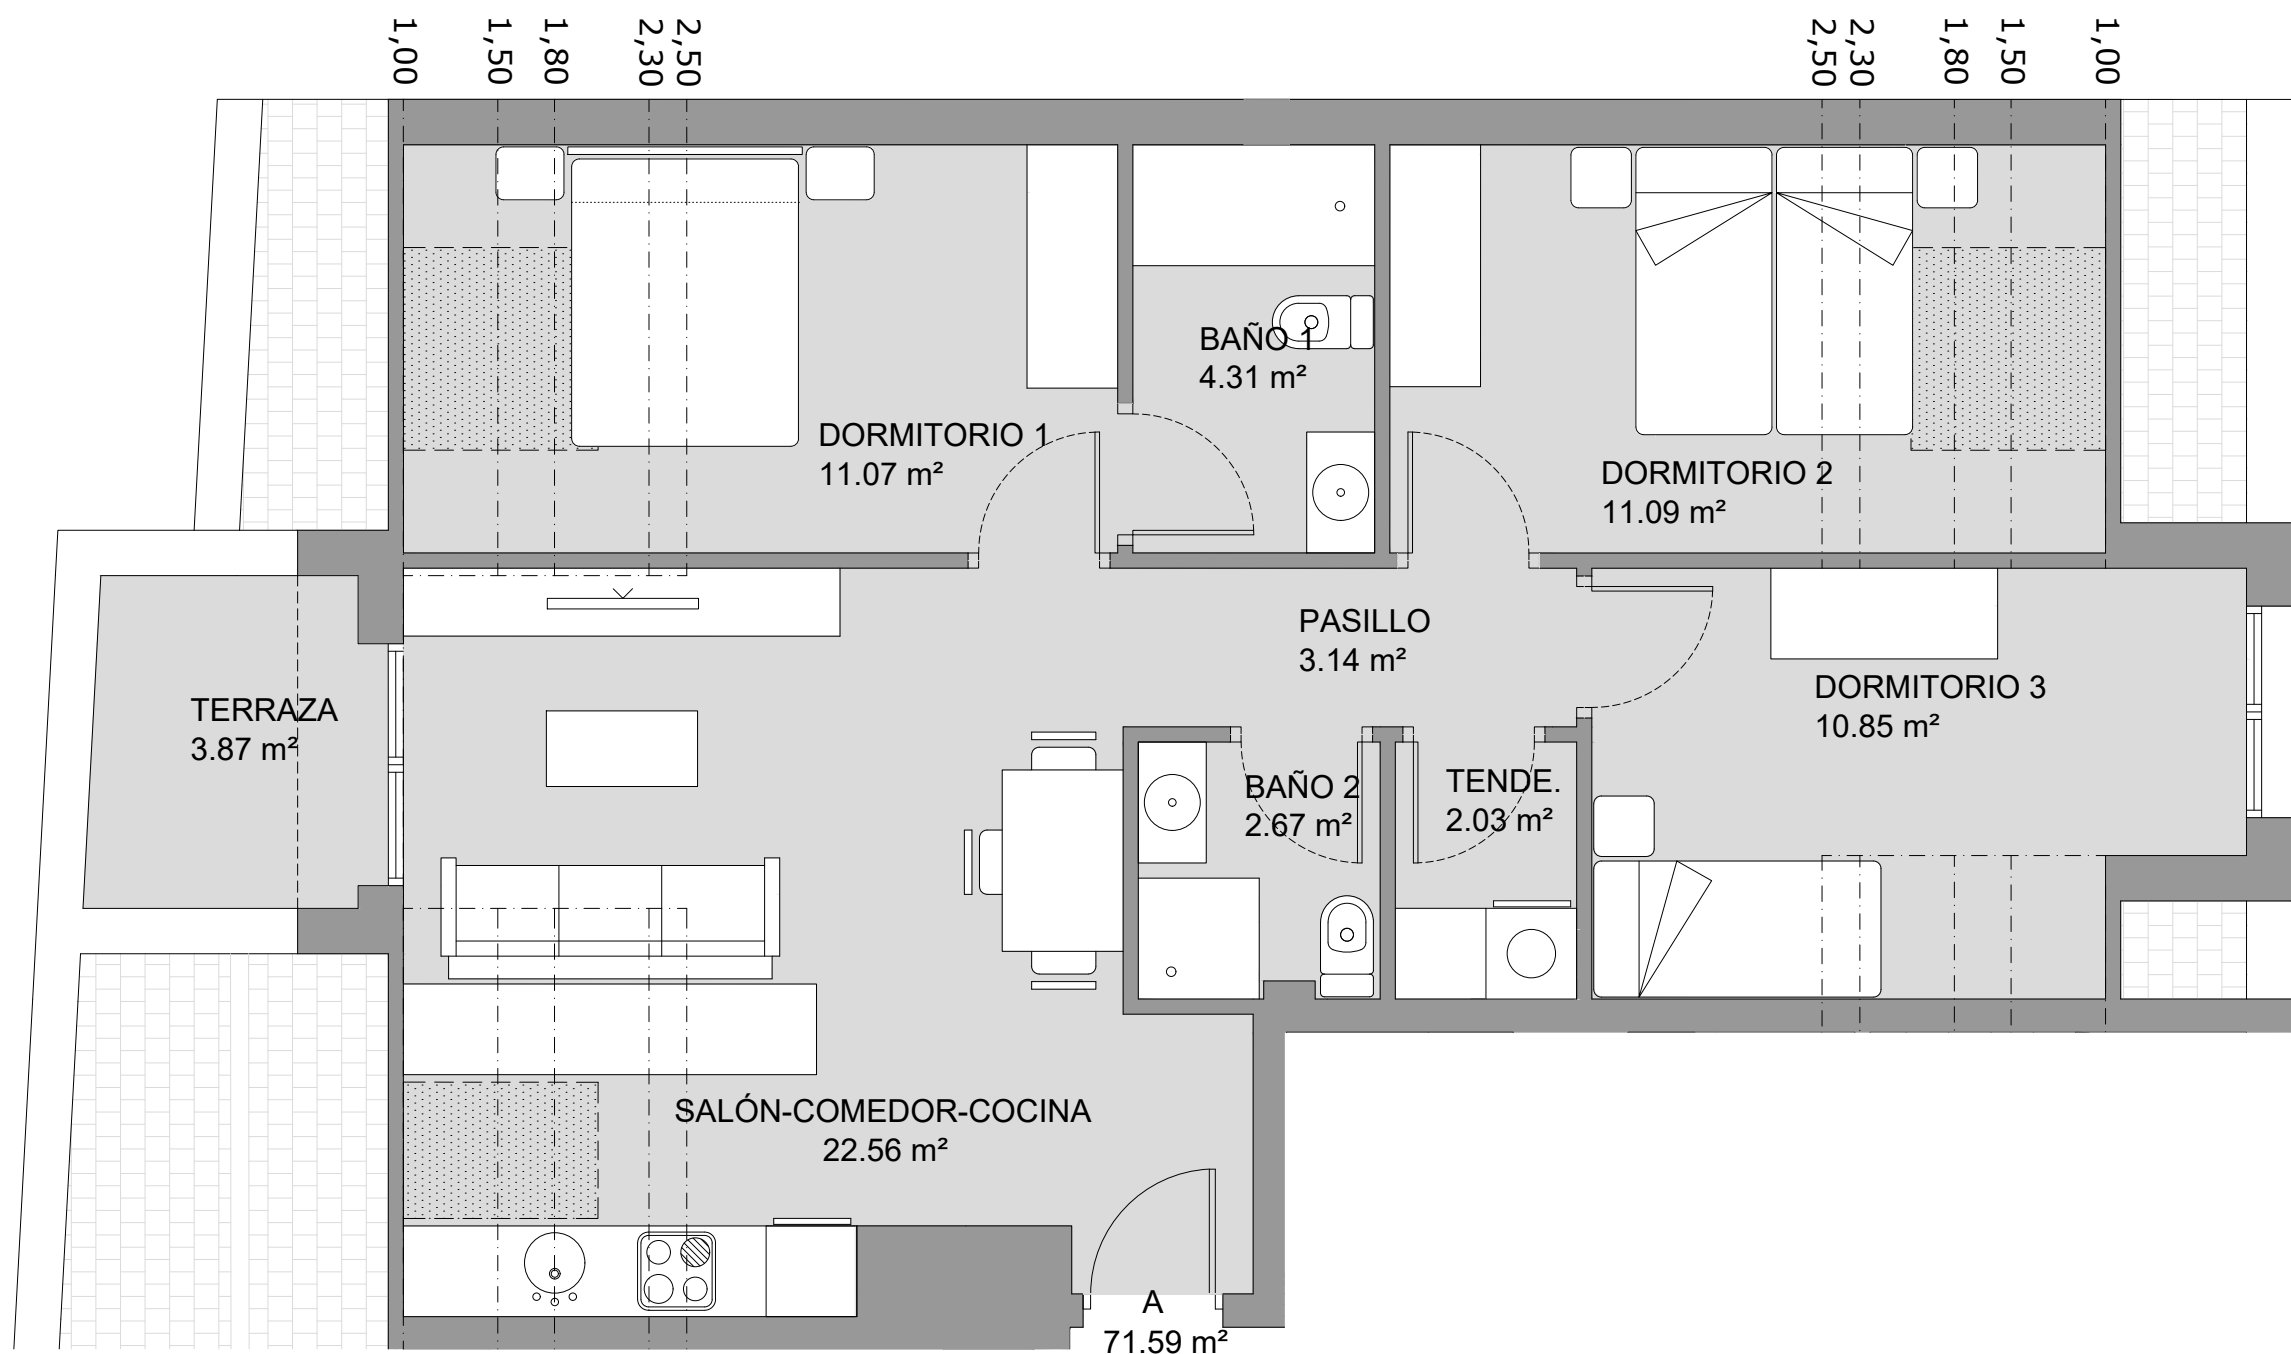 1,00
1,50
1,80
2,30
2,50
2,50
2,30
1,80
1,50
1,00
BAÑO 1
4.31 m²
DORMITORIO 1
11.07 m²
DORMITORIO 2
11.09 m²
PASILLO
3.14 m²
TERRAZA
3.87 m²
DORMITORIO 3
10.85 m²
BAÑO 2
2.67 m²
TENDE.
2.03 m²
SALÓN-COMEDOR-COCINA
22.56 m²
A
71.59 m²